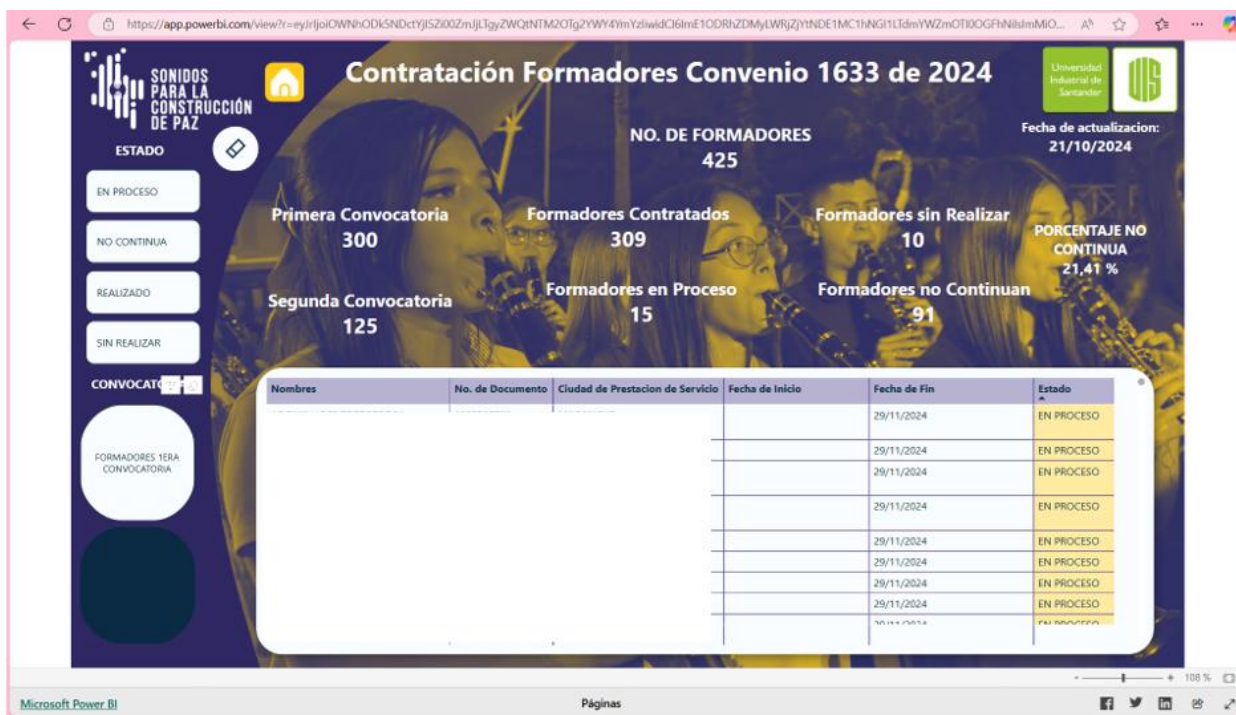 SONIDOS
PARA LA
CONSTRUCCIÓN
DE PAZ
Contratación Formadores Convenio 1633 de 2024
Universidad
Industrial de
Santander
UIS
Fecha de actualizacion:
21/10/2024
NO. DE FORMADORES
425
ESTADO
EN PROCESO
NO CONTINUA
REALIZADO
SIN REALIZAR
Primera Convocatoria
300
Formadores Contratados
309
Formadores sin Realizar
10
PORCENTAJE NO
CONTINUA
21,41 %
Segunda Convocatoria
125
Formadores en Proceso
15
Formadores no Continuan
91
FORMADORES 1ERA
CONVOCATORIA
Nombres No. de Documento Ciudad de Prestacion de Servicio Fecha de Inicio Fecha de Fin Estado
29/11/2024 EN PROCESO
29/11/2024 EN PROCESO
29/11/2024 EN PROCESO
29/11/2024 EN PROCESO
29/11/2024 EN PROCESO
29/11/2024 EN PROCESO
29/11/2024 EN PROCESO
29/11/2024 EN PROCESO
108 %
Microsoft Power BI
Páginas